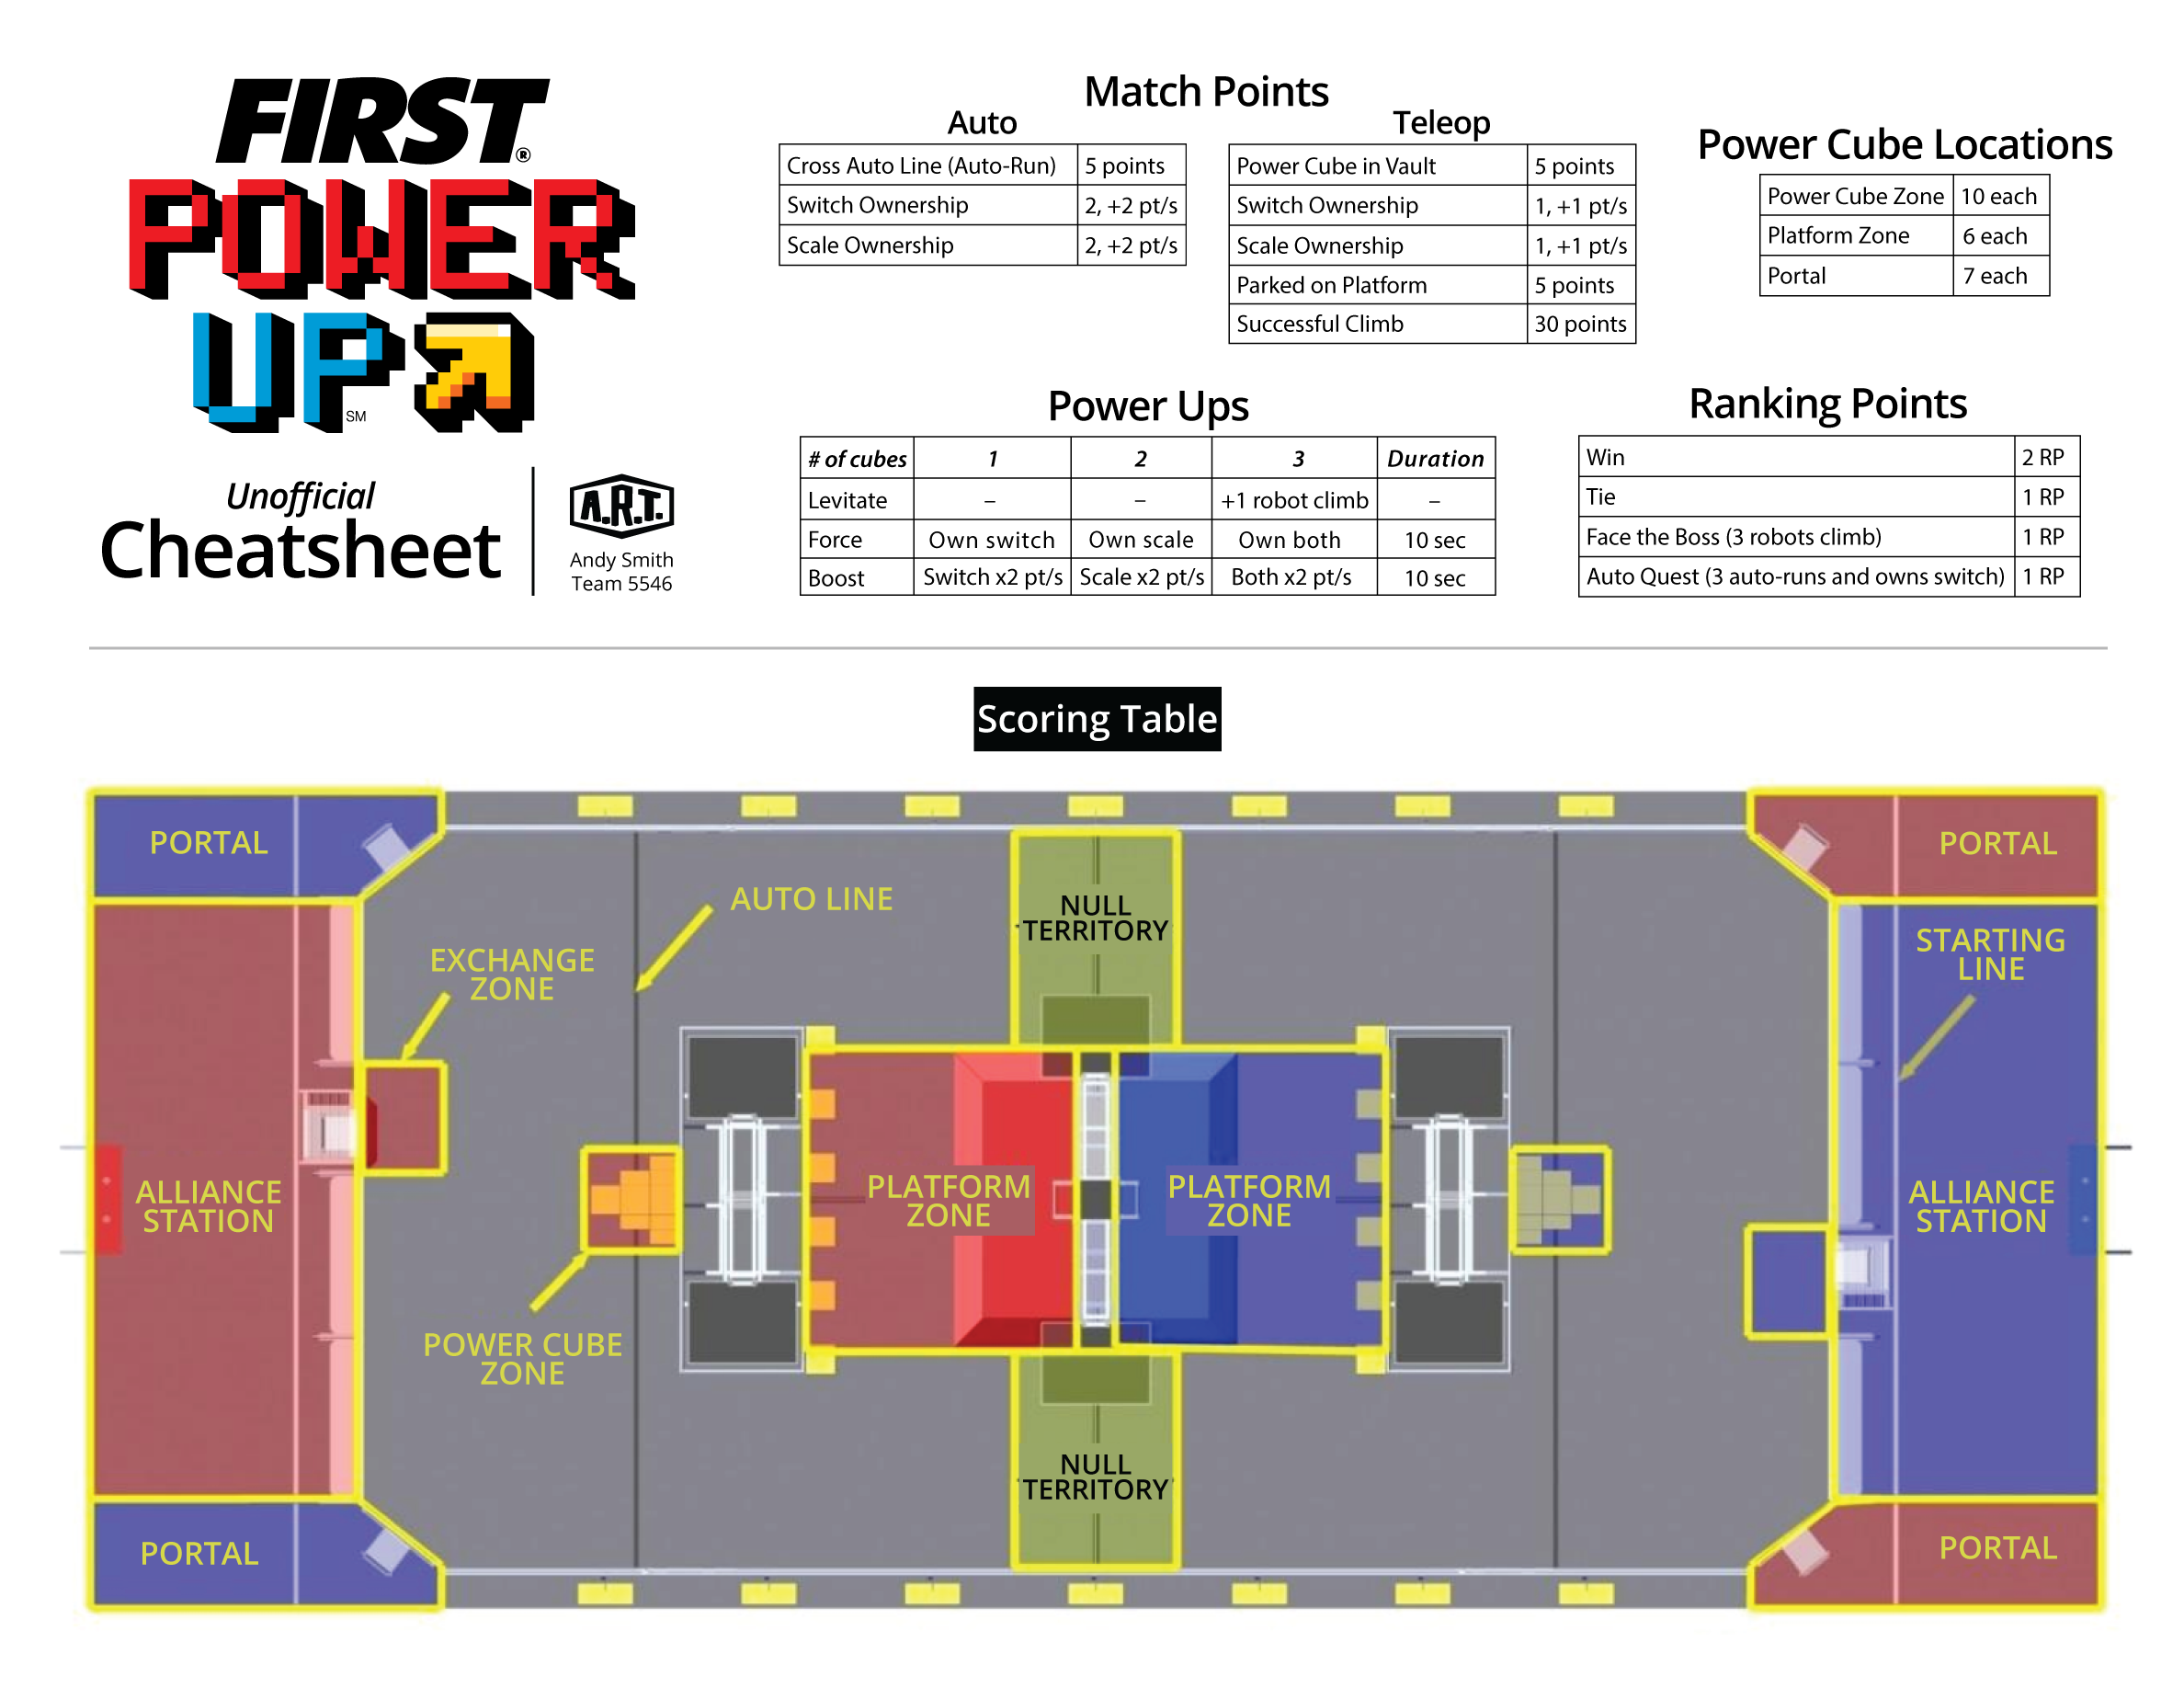 FIRST®
POWER
UP SM
Unofficial
Cheatsheet
A.R.T.
Andy Smith
Team 5546
Match Points
Auto
Cross Auto Line (Auto-Run) 5 points
Switch Ownership 2, +2 pt/s
Scale Ownership 2, +2 pt/s
Teleop
Power Cube in Vault 5 points
Switch Ownership 1, +1 pt/s
Scale Ownership 1, +1 pt/s
Parked on Platform 5 points
Successful Climb 30 points
Power Cube Locations
Power Cube Zone 10 each
Platform Zone 6 each
Portal 7 each
Power Ups
# of cubes 1 2 3 Duration
Levitate – – +1 robot climb –
Force Own switch Own scale Own both 10 sec
Boost Switch x2 pt/s Scale x2 pt/s Both x2 pt/s 10 sec
Ranking Points
Win 2 RP
Tie 1 RP
Face the Boss (3 robots climb) 1 RP
Auto Quest (3 auto-runs and owns switch) 1 RP
Scoring Table
PORTAL
PORTAL
AUTO LINE
NULL
TERRITORY
EXCHANGE
ZONE
STARTING
LINE
ALLIANCE
STATION
PLATFORM
ZONE
PLATFORM
ZONE
ALLIANCE
STATION
POWER CUBE
ZONE
NULL
TERRITORY
PORTAL
PORTAL